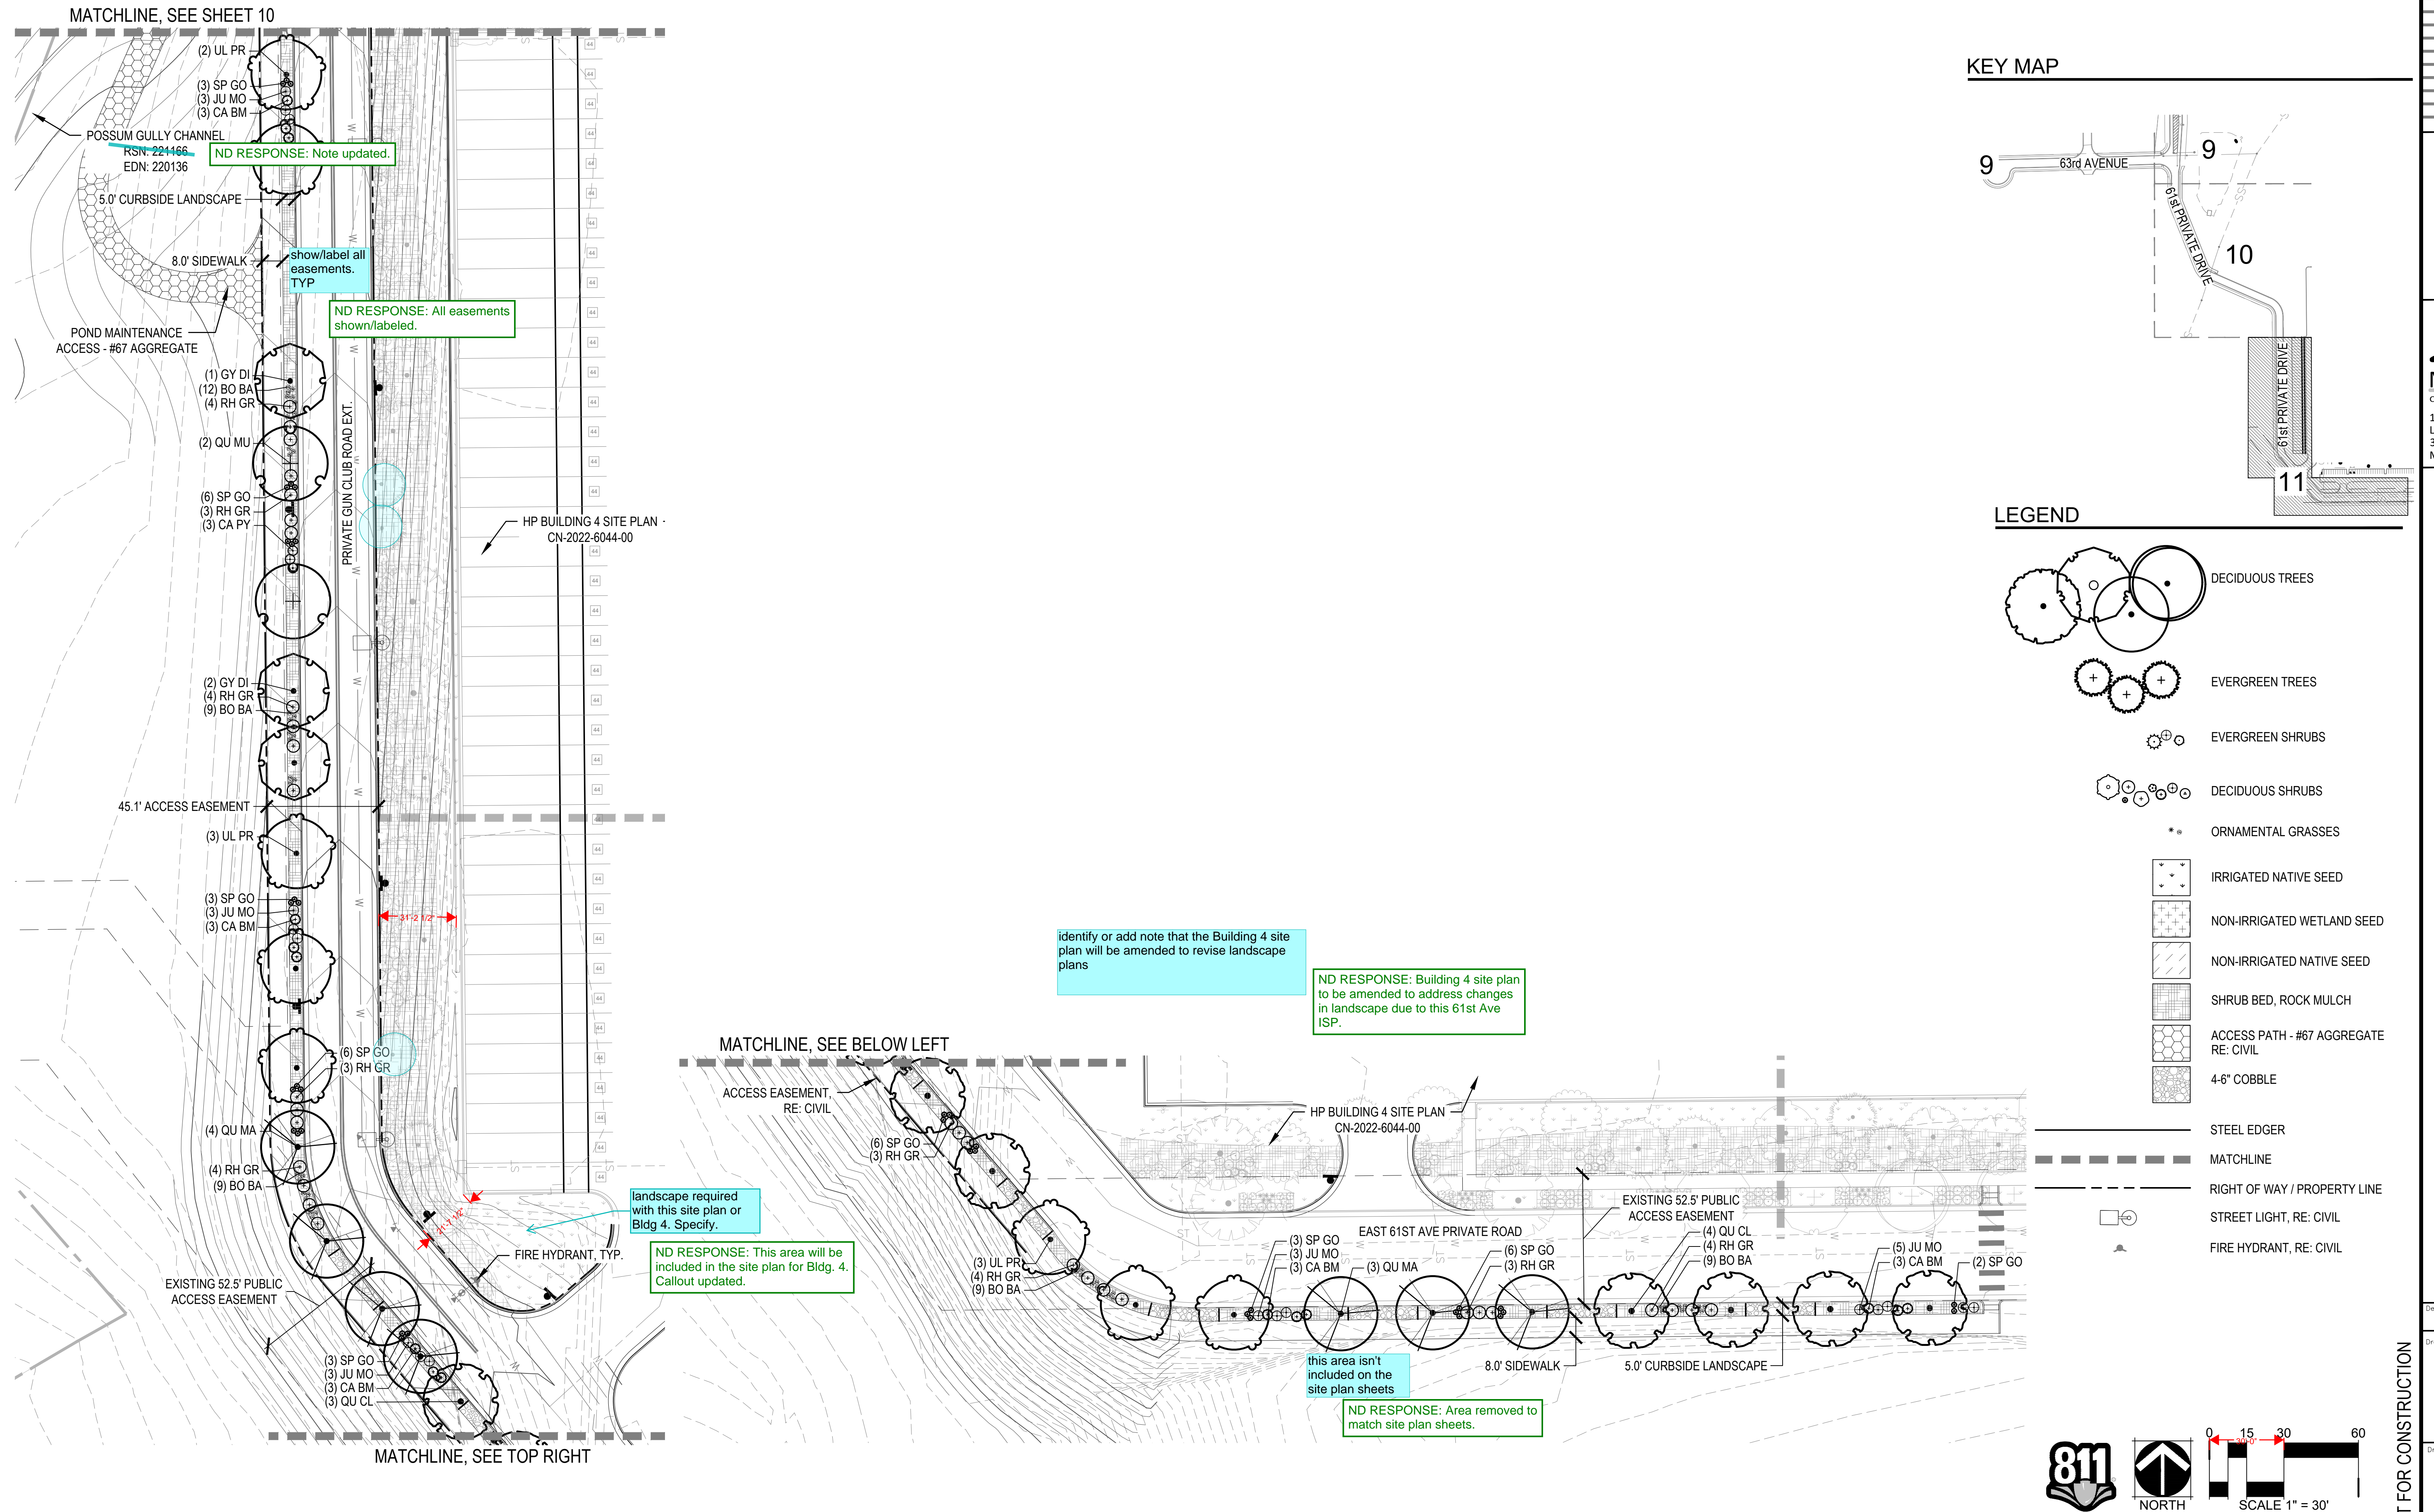 MATCHLINE, SEE SHEET 10
(2) UL PR
(3) SP GO
(3) JU MO
(3) CA BM
POSSUM GULLY CHANNEL
RSN: 221166
EDN: 220136
ND RESPONSE: Note updated.
5.0' CURBSIDE LANDSCAPE
8.0' SIDEWALK
show/label all
easements.
TYP
ND RESPONSE: All easements
shown/labeled.
POND MAINTENANCE
ACCESS - #67 AGGREGATE
(1) GY DI
(12) BO BA
(4) RH GR
(2) QU MU
PRIVATE GUN CLUB ROAD EXT.
(6) SP GO
(3) RH GR
(3) CA PY
HP BUILDING 4 SITE PLAN
CN-2022-6044-00
(2) GY DI
(4) RH GR
(9) BO BA
45.1' ACCESS EASEMENT
(3) UL PR
(3) SP GO
(3) JU MO
(3) CA BM
31'-2 1/2"
(6) SP GO
(3) RH GR
(4) QU MA
(4) RH GR
(9) BO BA
21'-7 1/2"
landscape required
with this site plan or
Bldg 4. Specify.
FIRE HYDRANT, TYP.
ND RESPONSE: This area will be
included in the site plan for Bldg. 4.
Callout updated.
EXISTING 52.5' PUBLIC
ACCESS EASEMENT
(3) SP GO
(3) JU MO
(3) CA BM
(3) QU CL
MATCHLINE, SEE TOP RIGHT
identify or add note that the Building 4 site
plan will be amended to revise landscape
plans
ND RESPONSE: Building 4 site plan
to be amended to address changes
in landscape due to this 61st Ave
ISP.
MATCHLINE, SEE BELOW LEFT
ACCESS EASEMENT,
RE: CIVIL
(6) SP GO
(3) RH GR
HP BUILDING 4 SITE PLAN
CN-2022-6044-00
EXISTING 52.5' PUBLIC
ACCESS EASEMENT
EAST 61ST AVE PRIVATE ROAD
(3) UL PR
(4) RH GR
(9) BO BA
(3) SP GO
(3) JU MO
(3) CA BM
(3) QU MA
(6) SP GO
(3) RH GR
(4) QU CL
(4) RH GR
(9) BO BA
(5) JU MO
(3) CA BM
(2) SP GO
this area isn't
included on the
site plan sheets
8.0' SIDEWALK
5.0' CURBSIDE LANDSCAPE
ND RESPONSE: Area removed to
match site plan sheets.
KEY MAP
9
63rd AVENUE
9
61st PRIVATE DRIVE
10
61st PRIVATE DRIVE
11
LEGEND
DECIDUOUS TREES
EVERGREEN TREES
EVERGREEN SHRUBS
DECIDUOUS SHRUBS
ORNAMENTAL GRASSES
IRRIGATED NATIVE SEED
NON-IRRIGATED WETLAND SEED
NON-IRRIGATED NATIVE SEED
SHRUB BED, ROCK MULCH
ACCESS PATH - #67 AGGREGATE
RE: CIVIL
4-6" COBBLE
STEEL EDGER
MATCHLINE
RIGHT OF WAY / PROPERTY LINE
STREET LIGHT, RE: CIVIL
FIRE HYDRANT, RE: CIVIL
811
NORTH
0 15 30 60
30'-0"
SCALE 1" = 30'
T FOR CONSTRUCTION